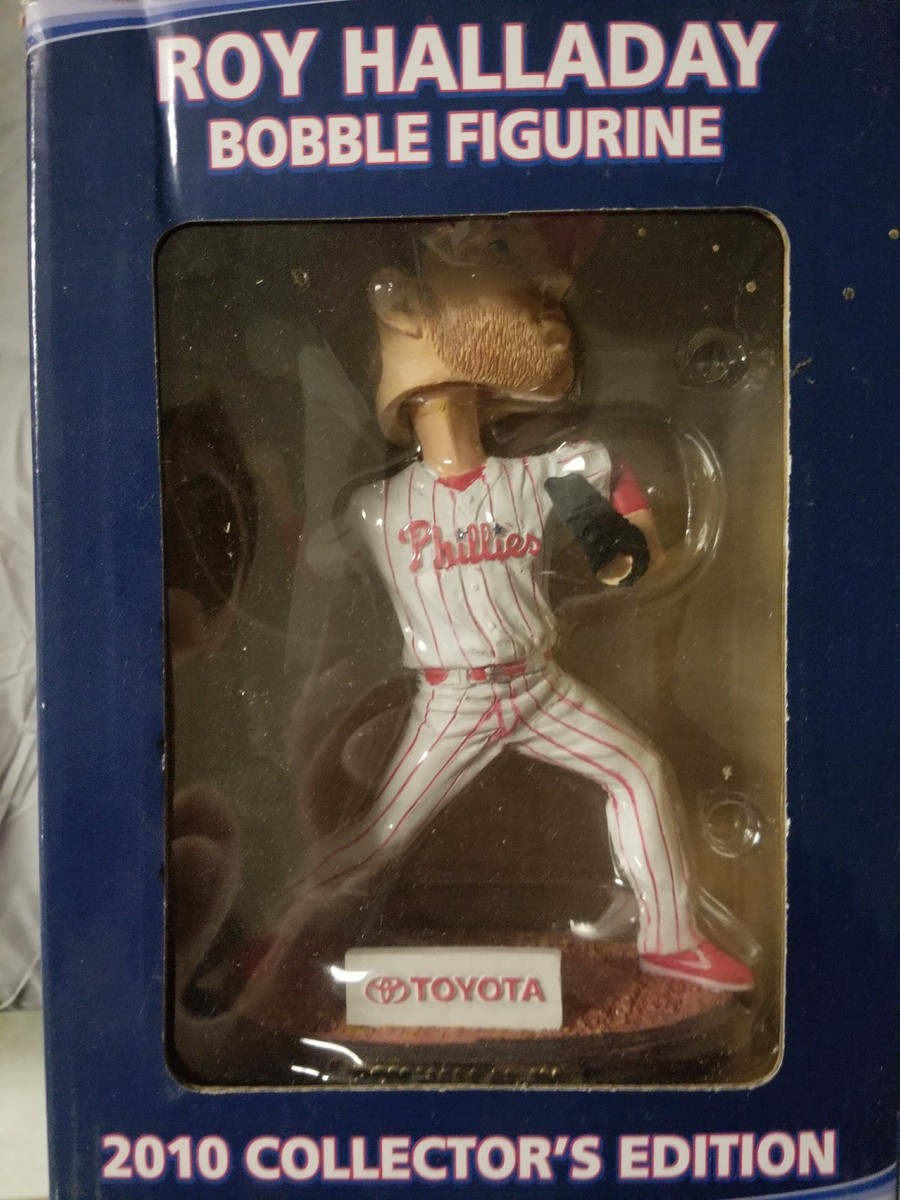 ROY HALLADAY
BOBBLE FIGURINE
Phillies
TOYOTA
2010 COLLECTOR'S EDITION